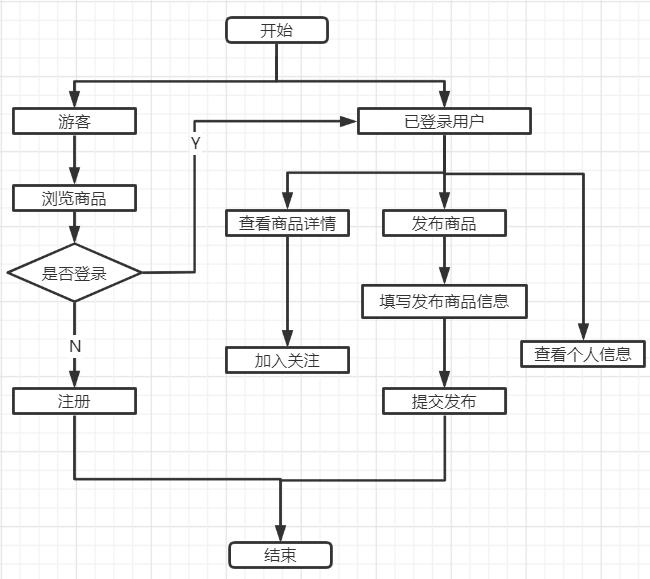 开始
游客
已登录用户
Y
浏览商品
查看商品详情
发布商品
是否登录
填写发布商品信息
N
加入关注
查看个人信息
注册
提交发布
结束